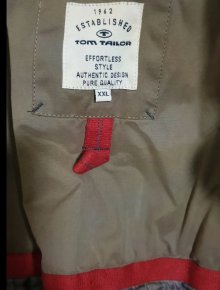 1962
ESTABLISHED
TOM TAILOR
EFFORTLESS
STYLE
AUTHENTIC DESIGN
PURE QUALITY
XXL